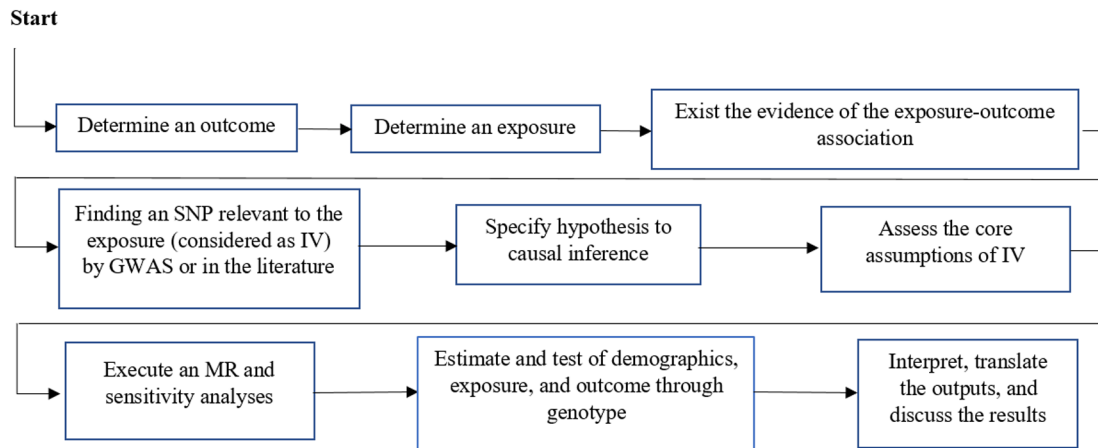 Start
Determine an outcome
Determine an exposure
Exist the evidence of the exposure-outcome
association
Finding an SNP relevant to the
exposure (considered as IV)
by GWAS or in the literature
Specify hypothesis to
causal inference
Assess the core
assumptions of IV
Execute an MR and
sensitivity analyses
Estimate and test of demographics,
exposure, and outcome through
genotype
Interpret, translate
the outputs, and
discuss the results